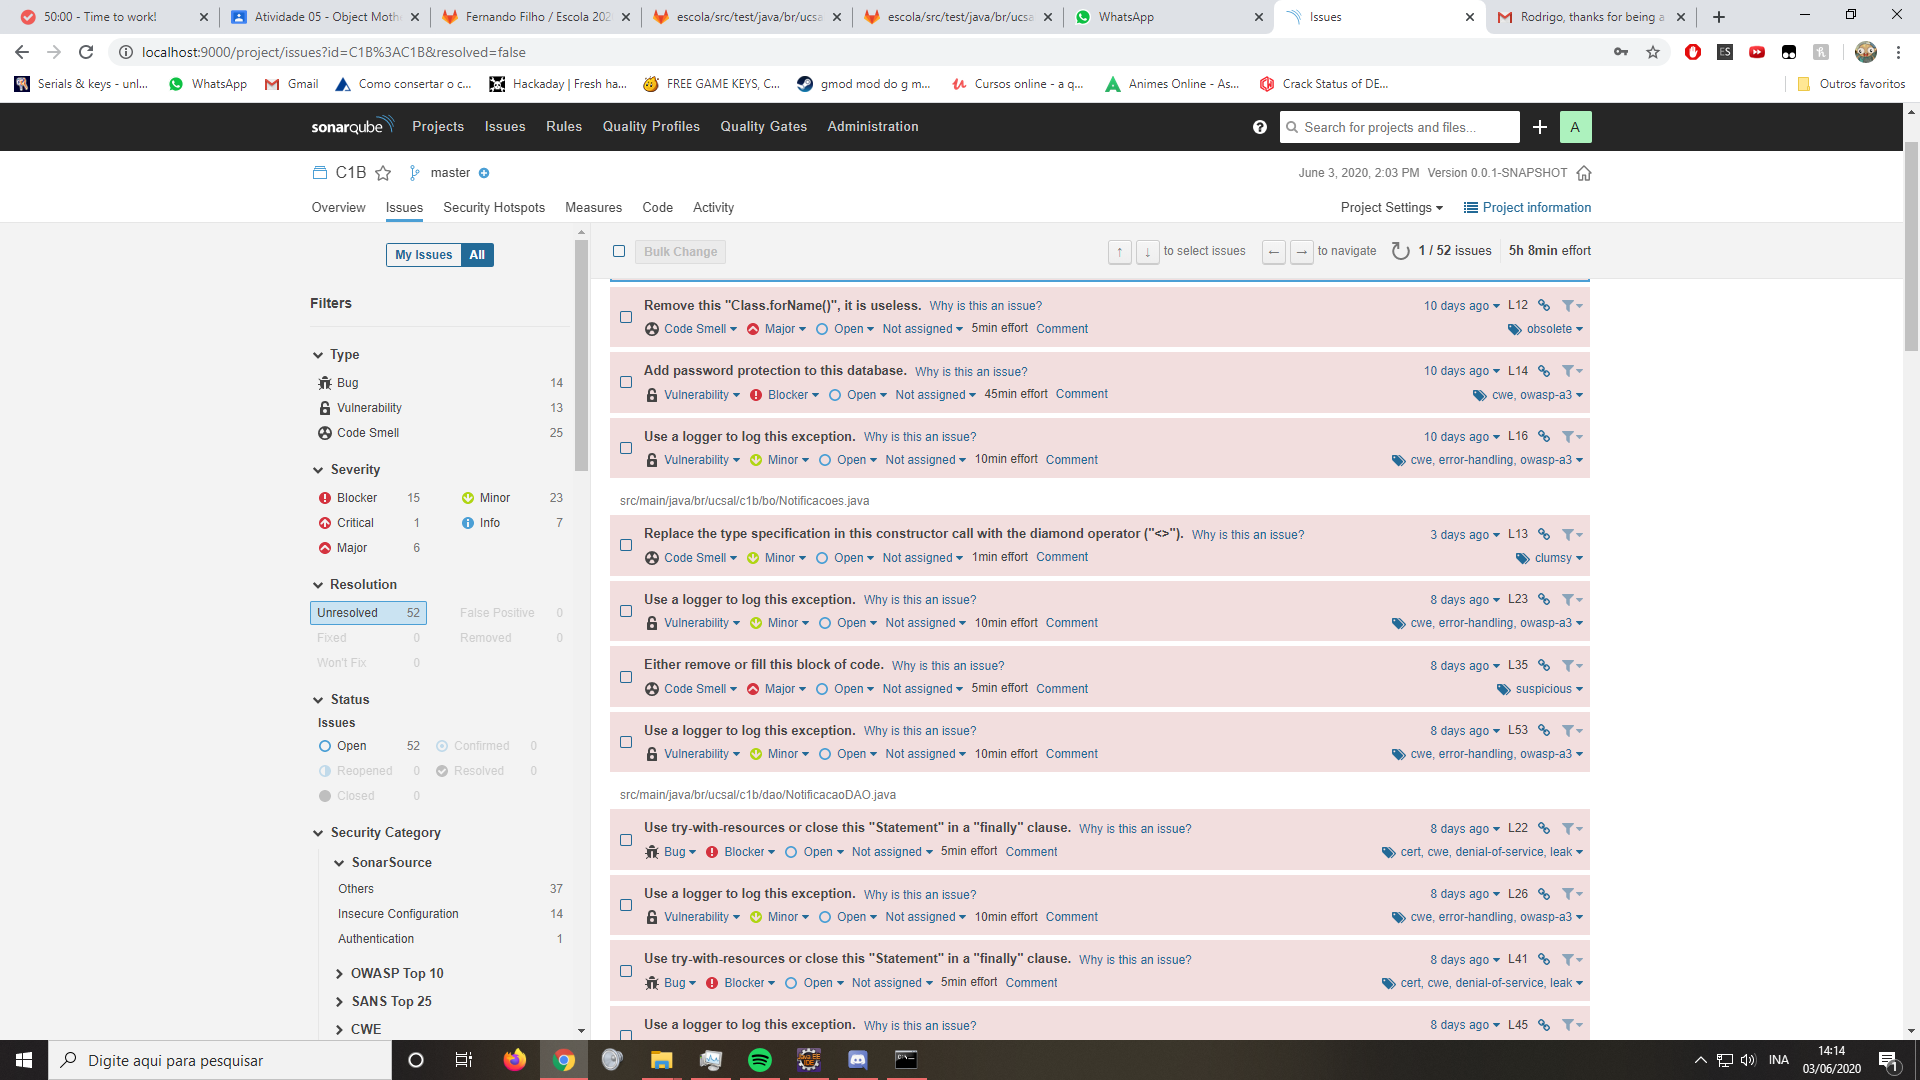 50:00 - Time to work!
Atividade 05 - Object Moth
Fernando Filho / Escola 202
escola/src/test/java/br/ucsa
escola/src/test/java/br/ucsa
WhatsApp
Issues
Rodrigo, thanks for being a
localhost:9000/project/issues?id=C1B%3AC1B&resolved=false
Serials & keys - unl...
WhatsApp
Gmail
Como consertar o c...
Hackaday | Fresh ha...
FREE GAME KEYS, C...
gmod mod do g m...
Cursos online - a q...
Animes Online - As...
Crack Status of DE...
Outros favoritos
sonarqube
Projects
Issues
Rules
Quality Profiles
Quality Gates
Administration
Search for projects and files...
A
C1B
master
June 3, 2020, 2:03 PM Version 0.0.1-SNAPSHOT
Overview
Issues
Security Hotspots
Measures
Code
Activity
Project Settings
Project information
My Issues All
Filters
Type
Bug 14
Vulnerability 13
Code Smell 25
Severity
Blocker 15 Minor 23
Critical 1 Info 7
Major 6
Resolution
Unresolved 52 False Positive 0
Fixed 0 Removed 0
Won't Fix 0
Status
Issues
Open 52 Confirmed 0
Reopened 0 Resolved 0
Closed 0
Security Category
SonarSource
Others 37
Insecure Configuration 14
Authentication 1
OWASP Top 10
SANS Top 25
CWE
Bulk Change
to select issues
to navigate
1 / 52 issues
5h 8min effort
Remove this "Class.forName()", it is useless. Why is this an issue? 10 days ago L12
Code Smell Major Open Not assigned 5min effort Comment obsolete
Add password protection to this database. Why is this an issue? 10 days ago L14
Vulnerability Blocker Open Not assigned 45min effort Comment cwe, owasp-a3
Use a logger to log this exception. Why is this an issue? 10 days ago L16
Vulnerability Minor Open Not assigned 10min effort Comment cwe, error-handling, owasp-a3
src/main/java/br/ucsal/c1b/bo/Notificacoes.java
Replace the type specification in this constructor call with the diamond operator ("<>"). Why is this an issue? 3 days ago L13
Code Smell Minor Open Not assigned 1min effort Comment clumsy
Use a logger to log this exception. Why is this an issue? 8 days ago L23
Vulnerability Minor Open Not assigned 10min effort Comment cwe, error-handling, owasp-a3
Either remove or fill this block of code. Why is this an issue? 8 days ago L35
Code Smell Major Open Not assigned 5min effort Comment suspicious
Use a logger to log this exception. Why is this an issue? 8 days ago L53
Vulnerability Minor Open Not assigned 10min effort Comment cwe, error-handling, owasp-a3
src/main/java/br/ucsal/c1b/dao/NotificacaoDAO.java
Use try-with-resources or close this "Statement" in a "finally" clause. Why is this an issue? 8 days ago L22
Bug Blocker Open Not assigned 5min effort Comment cert, cwe, denial-of-service, leak
Use a logger to log this exception. Why is this an issue? 8 days ago L26
Vulnerability Minor Open Not assigned 10min effort Comment cwe, error-handling, owasp-a3
Use try-with-resources or close this "Statement" in a "finally" clause. Why is this an issue? 8 days ago L41
Bug Blocker Open Not assigned 5min effort Comment cert, cwe, denial-of-service, leak
Use a logger to log this exception. Why is this an issue? 8 days ago L45
Digite aqui para pesquisar
INA
14:14
03/06/2020
1